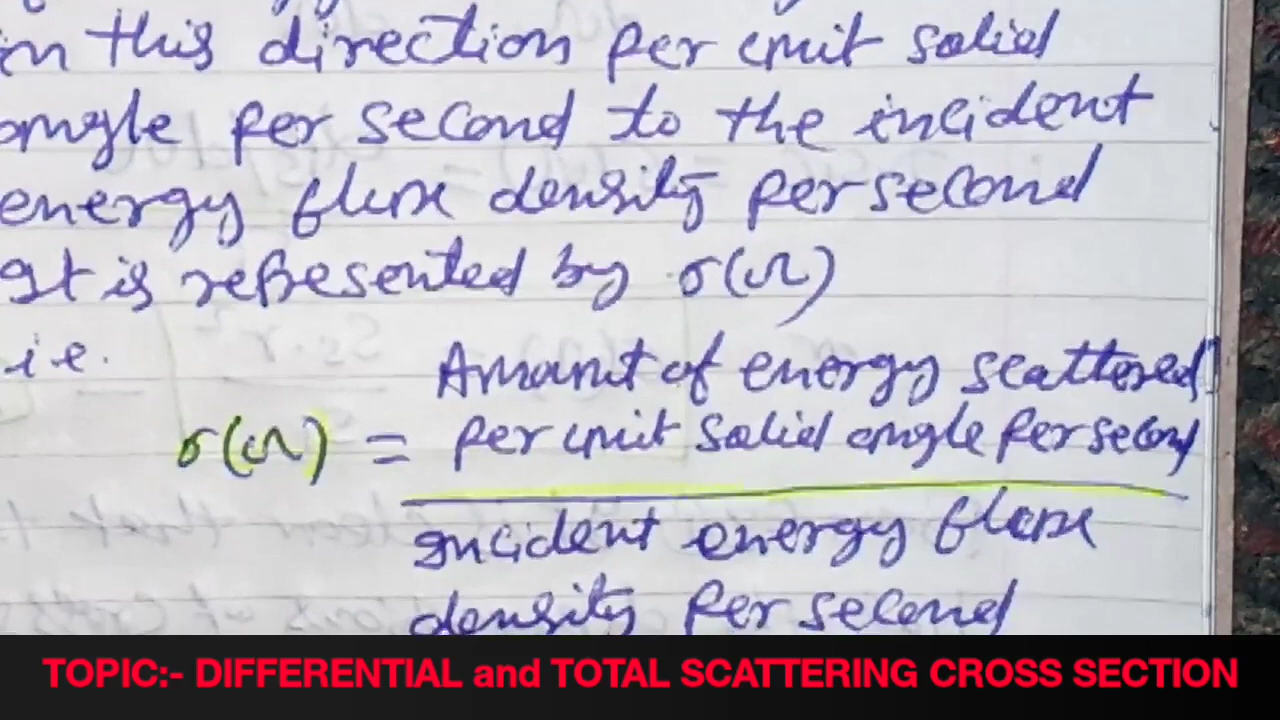 in this direction per unit solid
angle per second to the incident
energy flux density per second
It is represented by σ(Ω)
i.e.
Amount of energy scattered
σ(Ω) = per unit solid angle per second
Incident energy flux
density per second
TOPIC:- DIFFERENTIAL and TOTAL SCATTERING CROSS SECTION